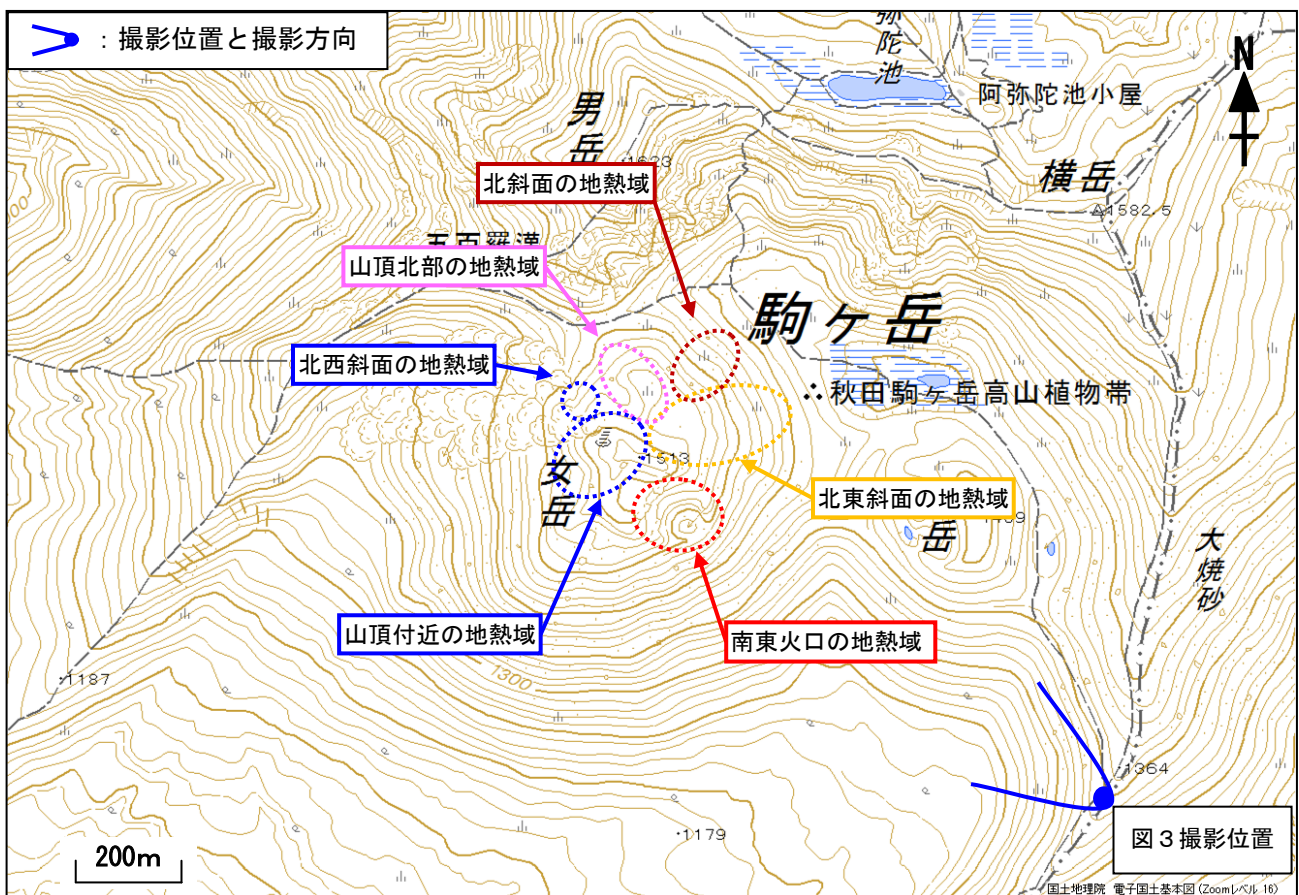 ：撮影位置と撮影方向
弥陀池
N
阿弥陀池小屋
男岳
横岳
北斜面の地熱域
1582.5
山頂北部の地熱域
駒ヶ岳
北西斜面の地熱域
秋田駒ヶ岳高山植物帯
1513
女岳
北東斜面の地熱域
岳
大焼砂
山頂付近の地熱域
南東火口の地熱域
1187
1300
1364
1179
図３撮影位置
200m
国土地理院 電子国土基本図(Zoomレベル 16)